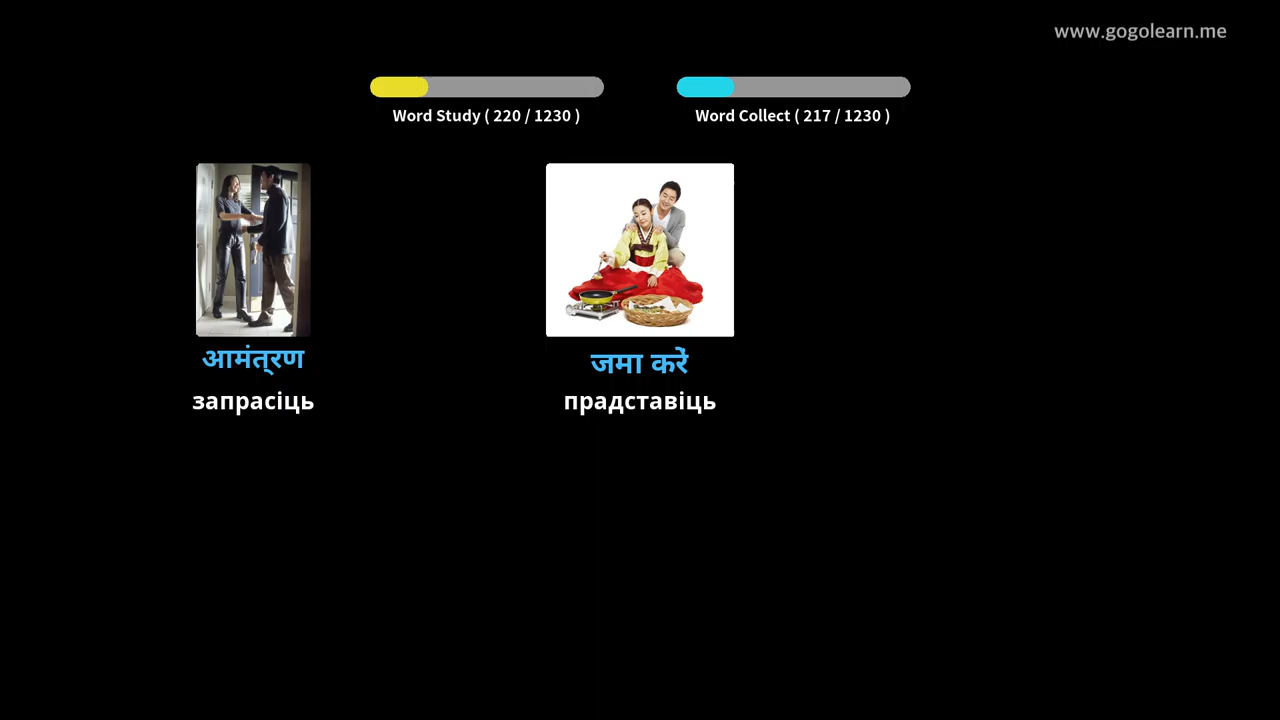 www.gogolearn.me
Word Study ( 220 / 1230 )
Word Collect ( 217 / 1230 )
आमंत्रण
जमा करें
запрасіць
прадставіць